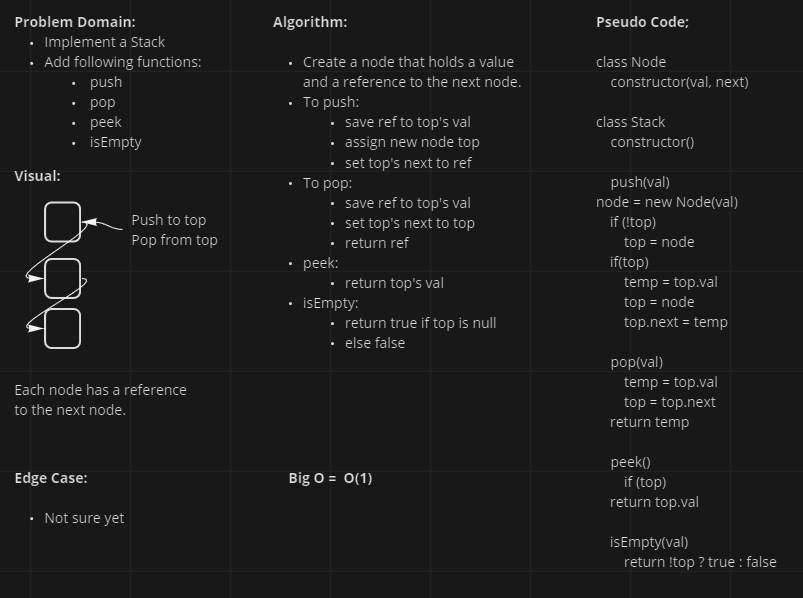 Problem Domain:
• Implement a Stack
• Add following functions:
• push
• pop
• peek
• isEmpty
Visual:
Push to top
Pop from top
Each node has a reference
to the next node.
Edge Case:
• Not sure yet
Algorithm:
• Create a node that holds a value
and a reference to the next node.
• To push:
• save ref to top's val
• assign new node top
• set top's next to ref
• To pop:
• save ref to top's val
• set top's next to top
• return ref
• peek:
• return top's val
• isEmpty:
• return true if top is null
• else false
Big O = O(1)
Pseudo Code;
class Node
constructor(val, next)
class Stack
constructor()
push(val)
node = new Node(val)
if (!top)
top = node
if(top)
temp = top.val
top = node
top.next = temp
pop(val)
temp = top.val
top = top.next
return temp
peek()
if (top)
return top.val
isEmpty(val)
return !top ? true : false